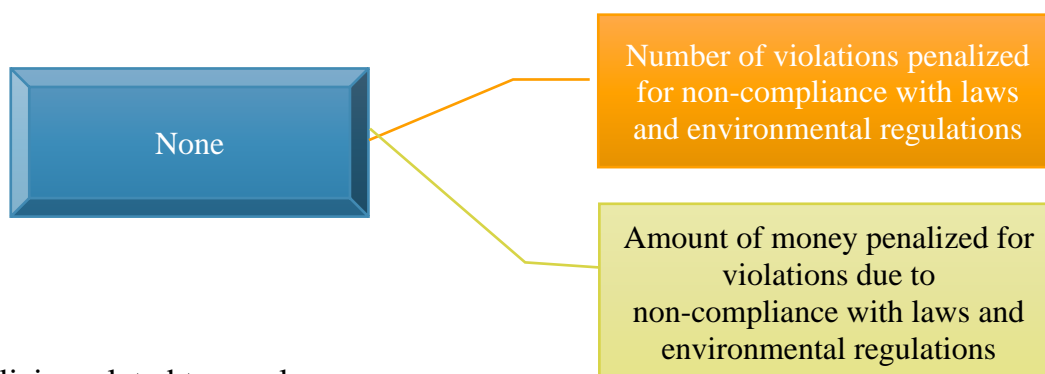 None
Number of violations penalized
for non-compliance with laws
and environmental regulations
Amount of money penalized for
violations due to
non-compliance with laws and
environmental regulations